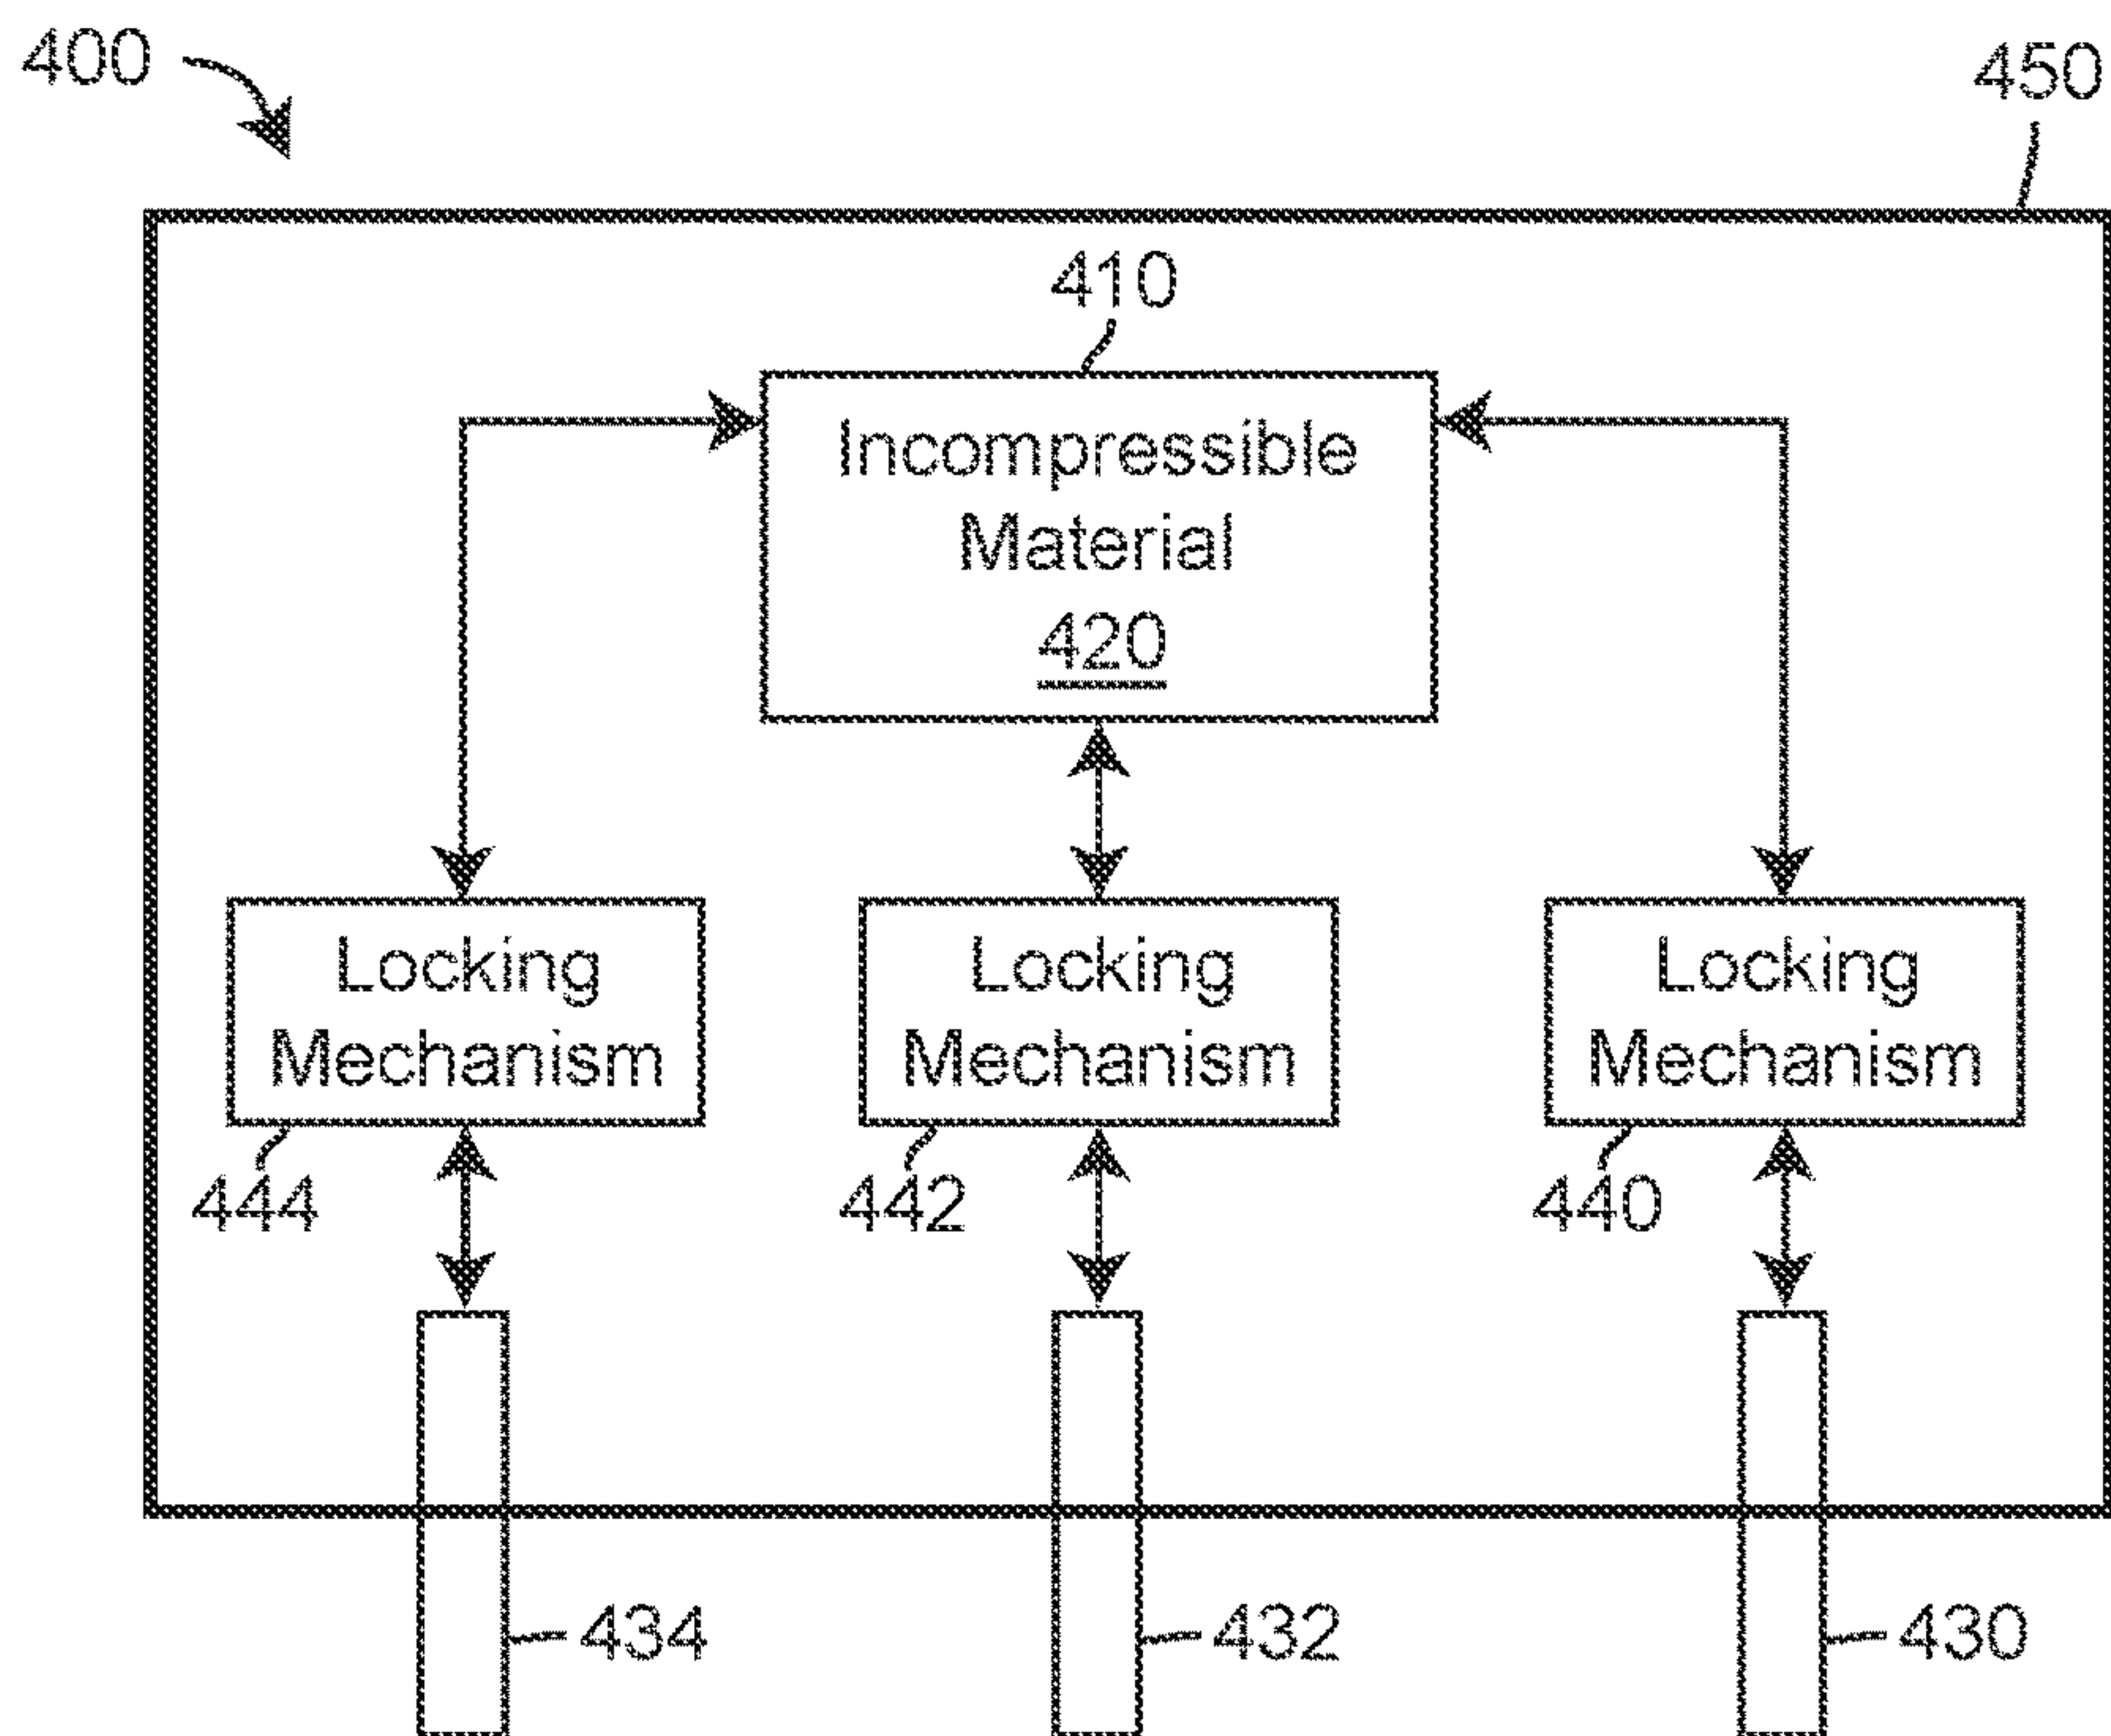 400
450
410
Incompressible
Material
420
Locking
Mechanism
Locking
Mechanism
Locking
Mechanism
444
442
440
434
432
430